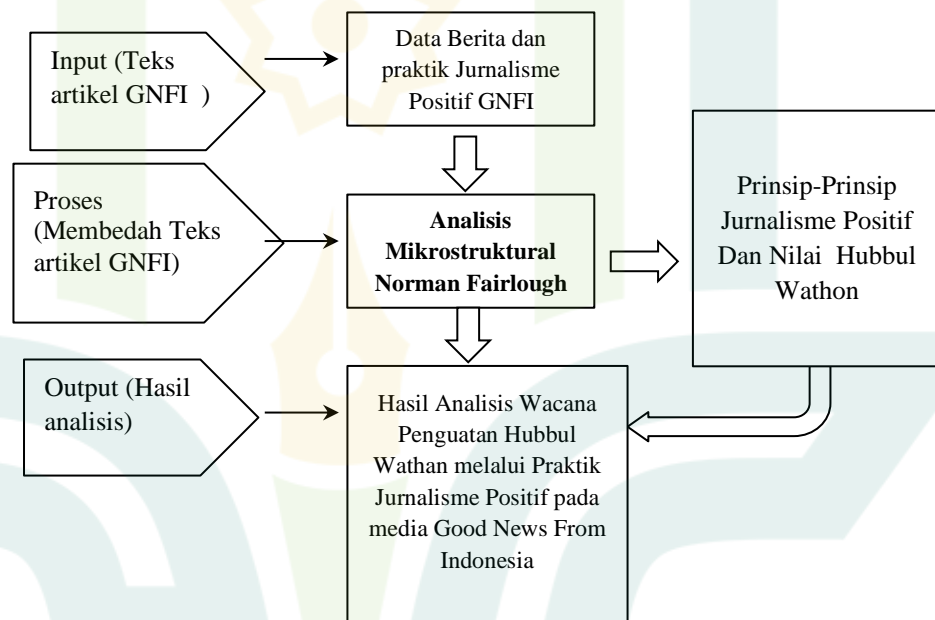 Input (Teks
artikel GNFI )
Data Berita dan
praktik Jurnalisme
Positif GNFI
Proses
(Membedah Teks
artikel GNFI)
Analisis
Mikrostruktural
Norman Fairlough
Prinsip-Prinsip
Jurnalisme Positif
Dan Nilai Hubbul
Wathon
Output (Hasil
analisis)
Hasil Analisis Wacana
Penguatan Hubbul
Wathan melalui Praktik
Jurnalisme Positif pada
media Good News From
Indonesia